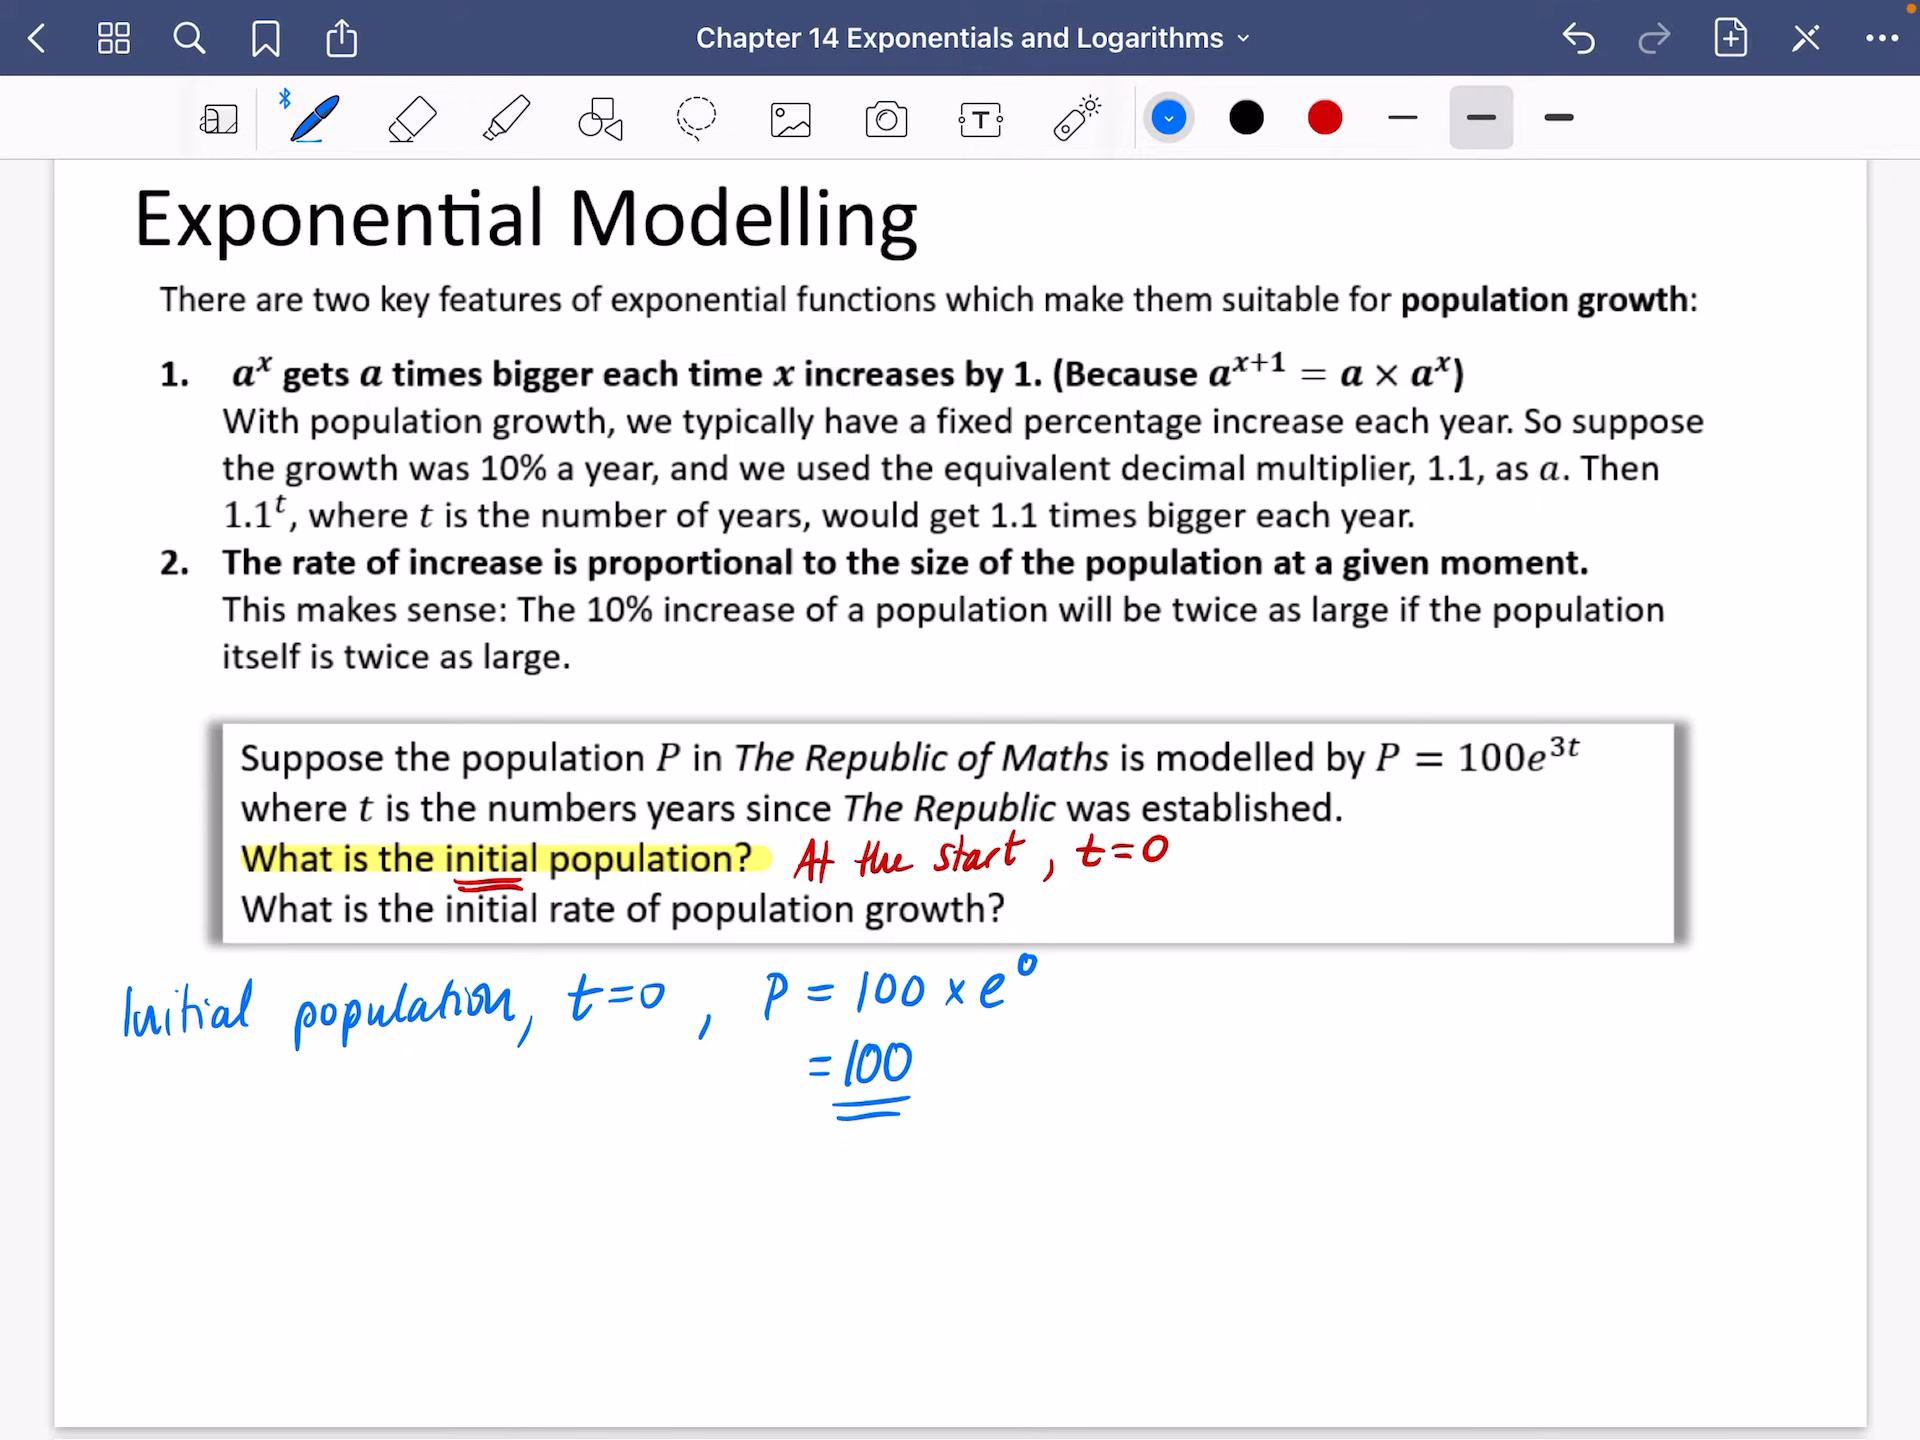 Chapter 14 Exponentials and Logarithms
Exponential Modelling
There are two key features of exponential functions which make them suitable for population growth:
1. aˣ gets a times bigger each time x increases by 1. (Because aˣ⁺¹ = a × aˣ)
With population growth, we typically have a fixed percentage increase each year. So suppose
the growth was 10% a year, and we used the equivalent decimal multiplier, 1.1, as a. Then
1.1ᵗ, where t is the number of years, would get 1.1 times bigger each year.
2. The rate of increase is proportional to the size of the population at a given moment.
This makes sense: The 10% increase of a population will be twice as large if the population
itself is twice as large.
Suppose the population P in The Republic of Maths is modelled by P = 100e³ᵗ
where t is the numbers years since The Republic was established.
What is the initial population? At the start, t=0
What is the initial rate of population growth?
Initial population, t=0, P = 100 × e⁰
= 100